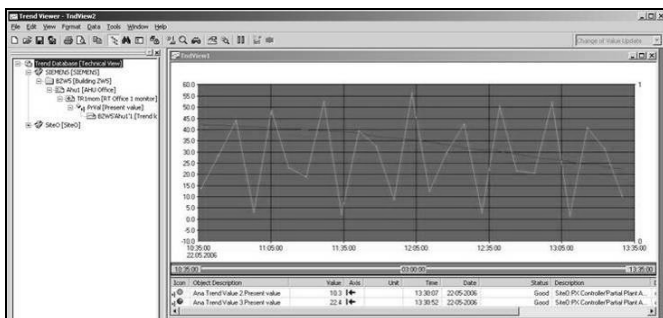 Trend Viewer - TndView2
File Edit View Format Data Tools Window Help
Change of Value Update
Trend Database [Technical View]
SIEMENS [SIEMENS]
BZW5 [Building ZW5]
Ahu1 [AHU Office]
TR1mon [RT Office 1 monitor]
PrVal [Present value]
BZW5'Ahu1'1 [Trend l
SiteO [SiteO]
TndView1
60.0
55.0
50.0
45.0
40.0
35.0
30.0
25.0
20.0
15.0
10.0
5.0
0.0
-5.0
-10.0
1
0
10:35:00 11:05:00 11:35:00 12:05:00 12:35:00 13:05:00 13:35:00
22.05.2006
10:35:00 03:00:00 13:35:00
Icon Object Description Value Axis Unit Time Date Status Description
Ana Trend Value 2.Present value 10.3 13:30:07 22-05-2006 Good SiteO PX Controller/Partial Plant A...
Ana Trend Value 3.Present value 22.4 13:30:52 22-05-2006 Good SiteO PX Controller/Partial Plant A...